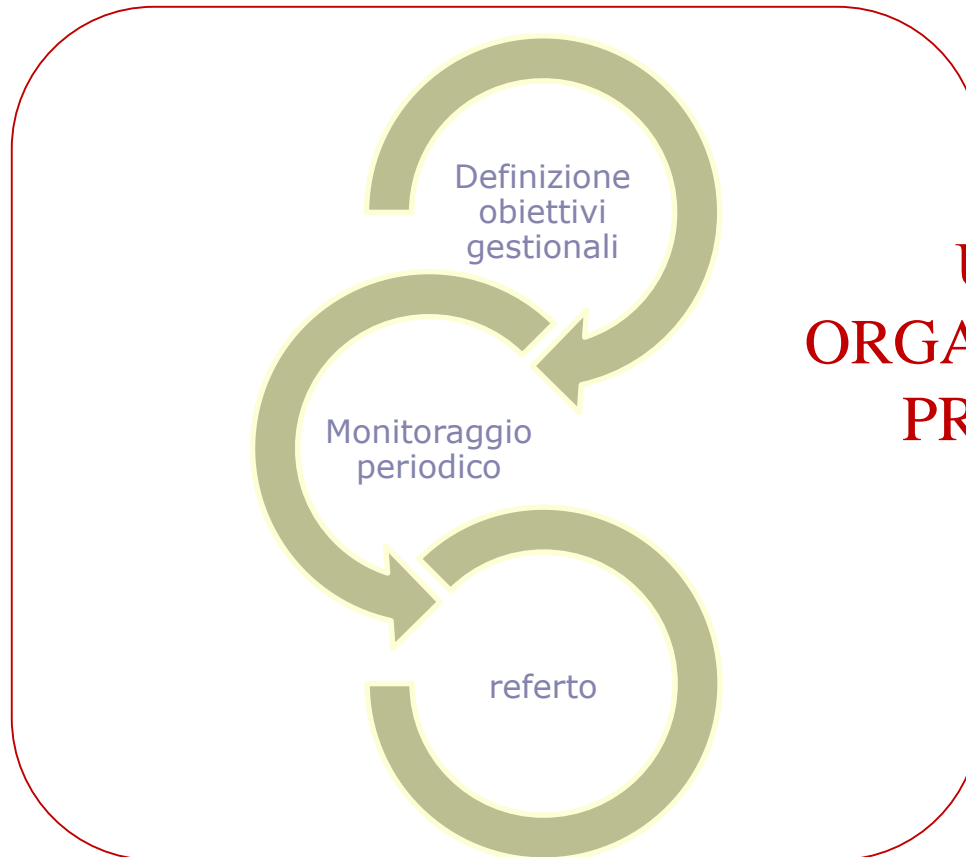 Definizione
obiettivi
gestionali
ORGA
PR
Monitoraggio
periodico
referto